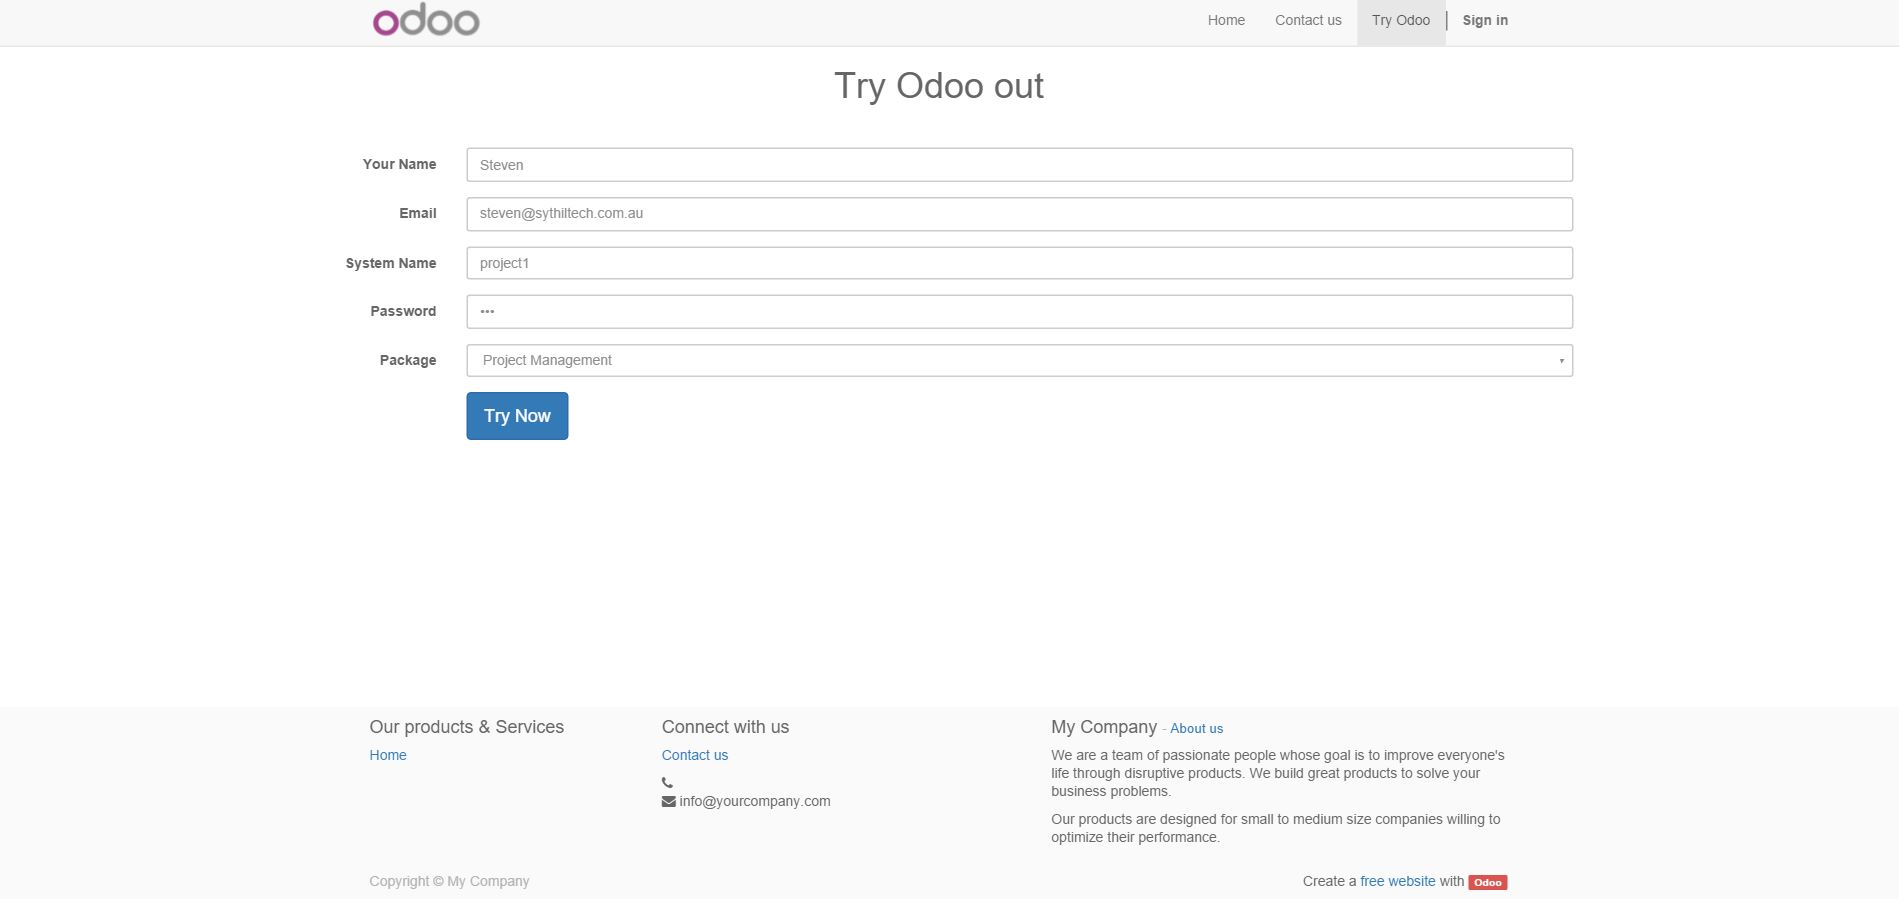 odoo
Home
Contact us
Try Odoo
Sign in
Try Odoo out
Your Name
Steven
Email
steven@sythiltech.com.au
System Name
project1
Password
•••
Package
Project Management
Try Now
Our products & Services
Home
Connect with us
Contact us
info@yourcompany.com
My Company - About us
We are a team of passionate people whose goal is to improve everyone's
life through disruptive products. We build great products to solve your
business problems.
Our products are designed for small to medium size companies willing to
optimize their performance.
Copyright © My Company
Create a free website with Odoo